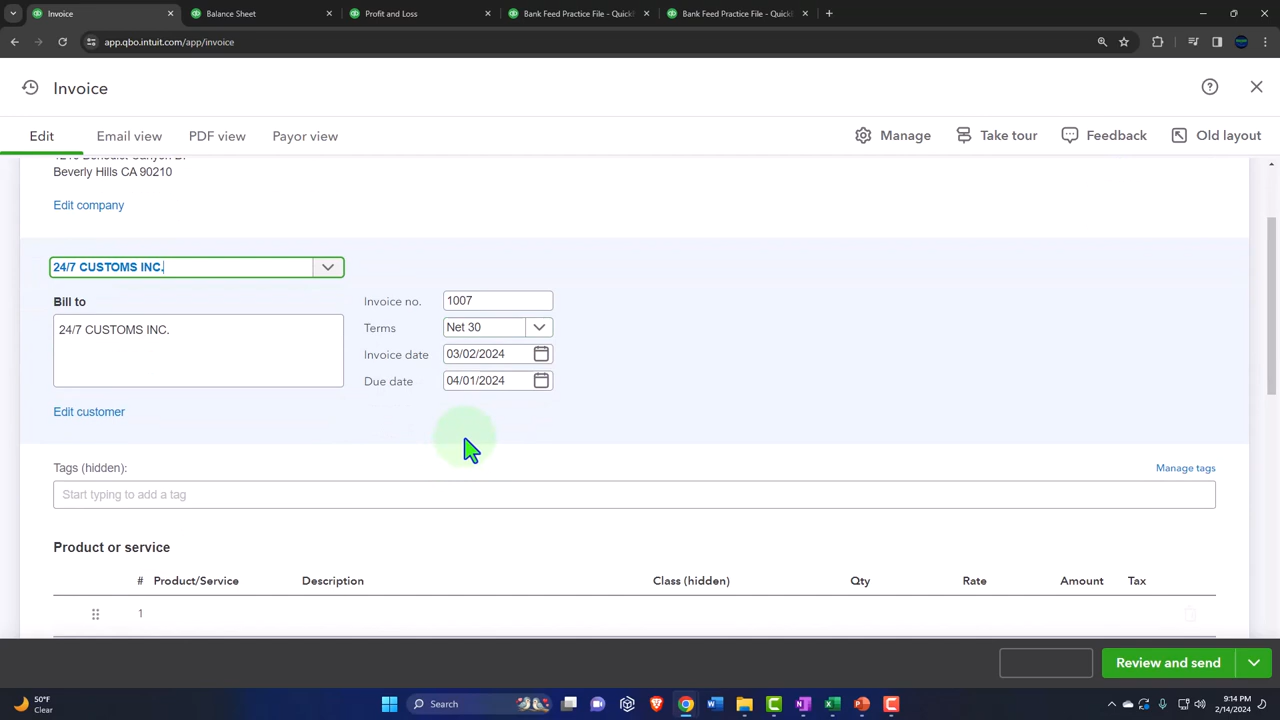 Invoice
Balance Sheet
Profit and Loss
Bank Feed Practice File - QuickB
Bank Feed Practice File - QuickB
app.qbo.intuit.com/app/invoice
Invoice
Edit
Email view
PDF view
Payor view
Manage
Take tour
Feedback
Old layout
Beverly Hills CA 90210
Edit company
24/7 CUSTOMS INC.
Bill to
24/7 CUSTOMS INC.
Invoice no.
1007
Terms
Net 30
Invoice date
03/02/2024
Due date
04/01/2024
Edit customer
Tags (hidden):
Manage tags
Start typing to add a tag
Product or service
# Product/Service Description Class (hidden) Qty Rate Amount Tax
1
Review and send
50°F
Clear
Search
9:14 PM
2/14/2024